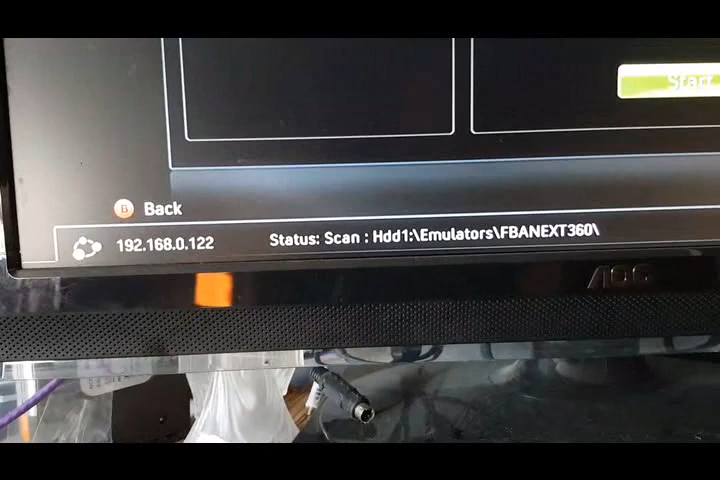 Start
B Back
192.168.0.122
Status: Scan : Hdd1:\Emulators\FBANEXT360\
AOC